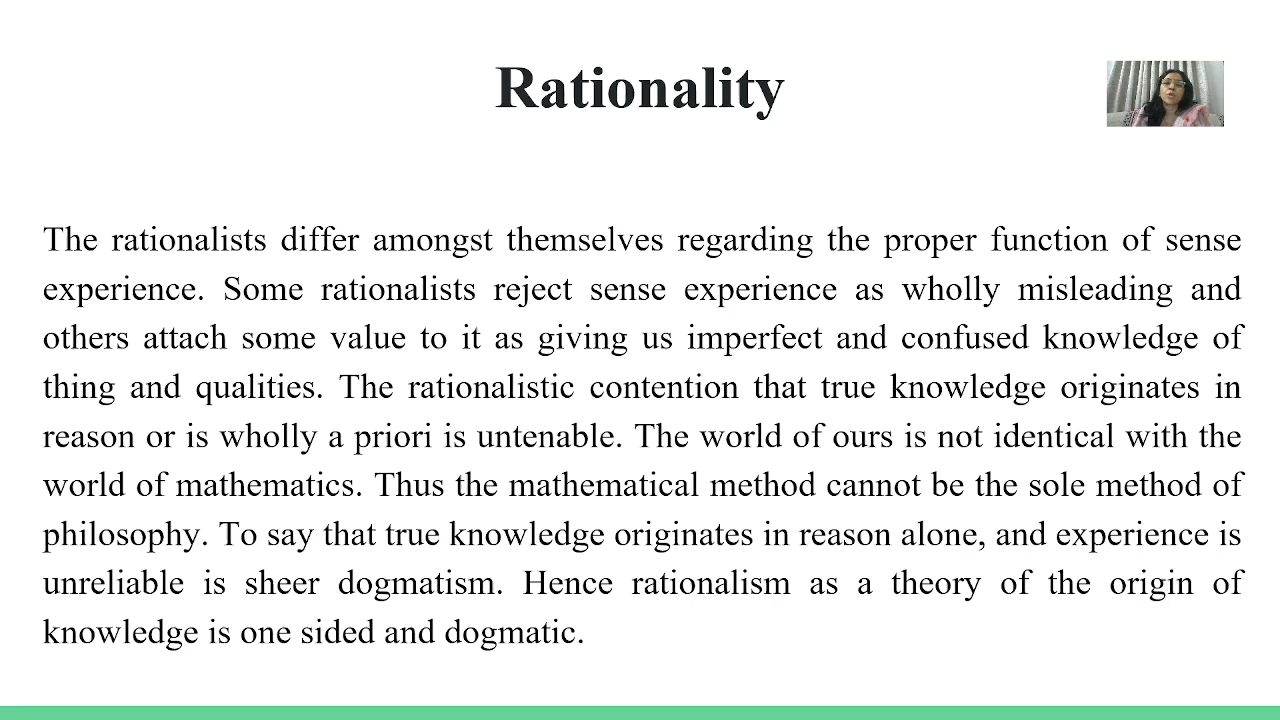 Rationality
The rationalists differ amongst themselves regarding the proper function of sense
experience. Some rationalists reject sense experience as wholly misleading and
others attach some value to it as giving us imperfect and confused knowledge of
thing and qualities. The rationalistic contention that true knowledge originates in
reason or is wholly a priori is untenable. The world of ours is not identical with the
world of mathematics. Thus the mathematical method cannot be the sole method of
philosophy. To say that true knowledge originates in reason alone, and experience is
unreliable is sheer dogmatism. Hence rationalism as a theory of the origin of
knowledge is one sided and dogmatic.